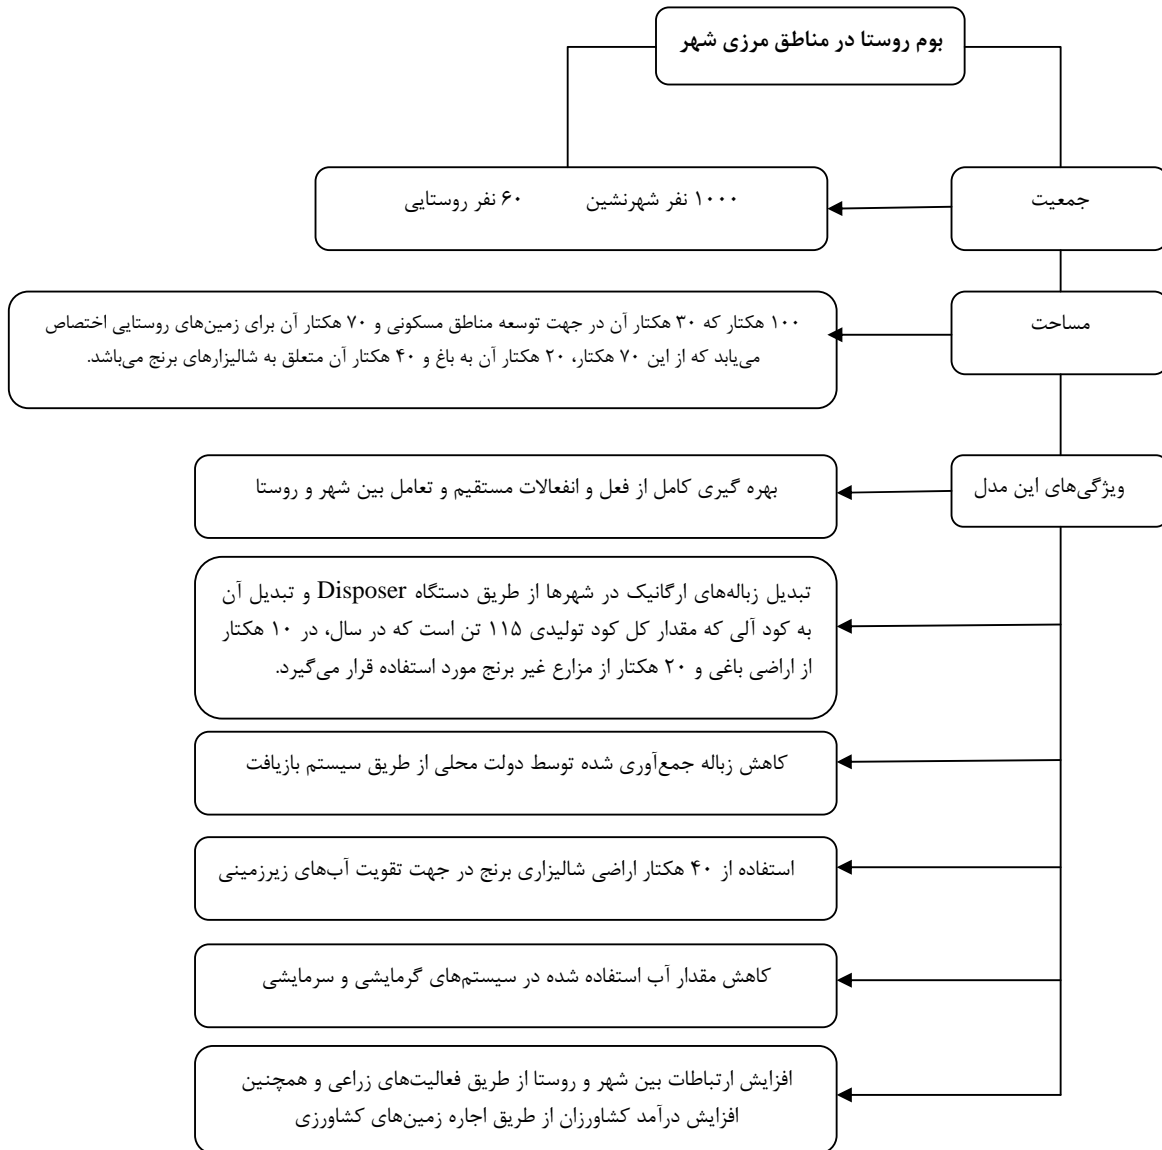 بوم روستا در مناطق مرزی شهر
جمعیت
۱۰۰۰ نفر شهرنشین ۶۰ نفر روستایی
مساحت
۱۰۰ هکتار که ۳۰ هکتار آن در جهت توسعه مناطق مسکونی و ۷۰ هکتار آن برای زمین‌های روستایی اختصاص
می‌یابد که از این ۷۰ هکتار، ۲۰ هکتار آن به باغ و ۴۰ هکتار آن متعلق به شالیزارهای برنج می‌باشد.
ویژگی‌های این مدل
بهره گیری کامل از فعل و انفعالات مستقیم و تعامل بین شهر و روستا
تبدیل زباله‌های ارگانیک در شهرها از طریق دستگاه Disposer و تبدیل آن
به کود آلی که مقدار کل کود تولیدی ۱۱۵ تن است که در سال، در ۱۰ هکتار
از اراضی باغی و ۲۰ هکتار از مزارع غیر برنج مورد استفاده قرار می‌گیرد.
کاهش زباله جمع‌آوری شده توسط دولت محلی از طریق سیستم بازیافت
استفاده از ۴۰ هکتار اراضی شالیزاری برنج در جهت تقویت آب‌های زیرزمینی
کاهش مقدار آب استفاده شده در سیستم‌های گرمایشی و سرمایشی
افزایش ارتباطات بین شهر و روستا از طریق فعالیت‌های زراعی و همچنین
افزایش درآمد کشاورزان از طریق اجاره زمین‌های کشاورزی